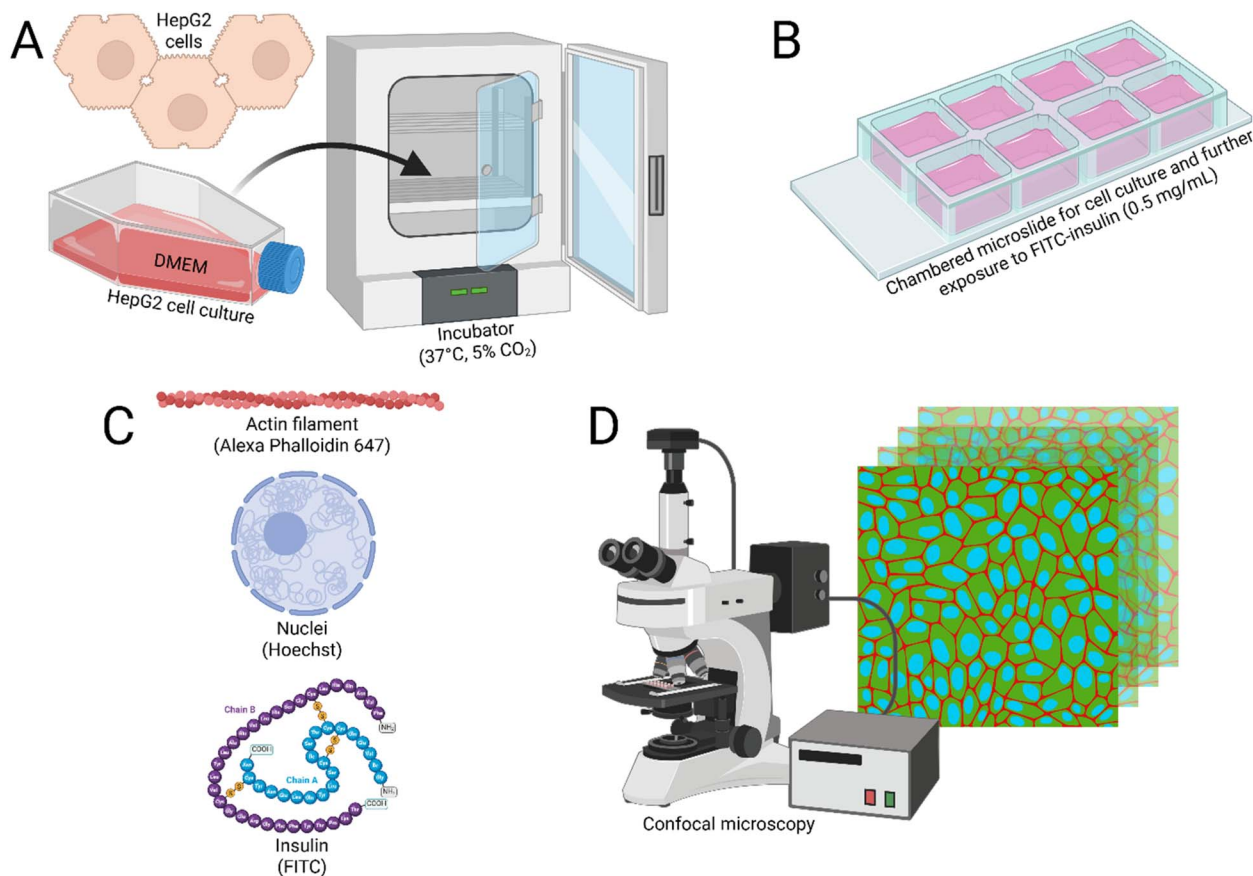 A
HepG2
cells
DMEM
HepG2 cell culture
Incubator
(37°C, 5% CO₂)
B
Chambered microslide for cell culture and further
exposure to FITC-insulin (0.5 mg/mL)
C
Actin filament
(Alexa Phalloidin 647)
Nuclei
(Hoechst)
Chain B
NH₂
COOH
Chain A
NH₂
COOH
Insulin
(FITC)
D
Confocal microscopy